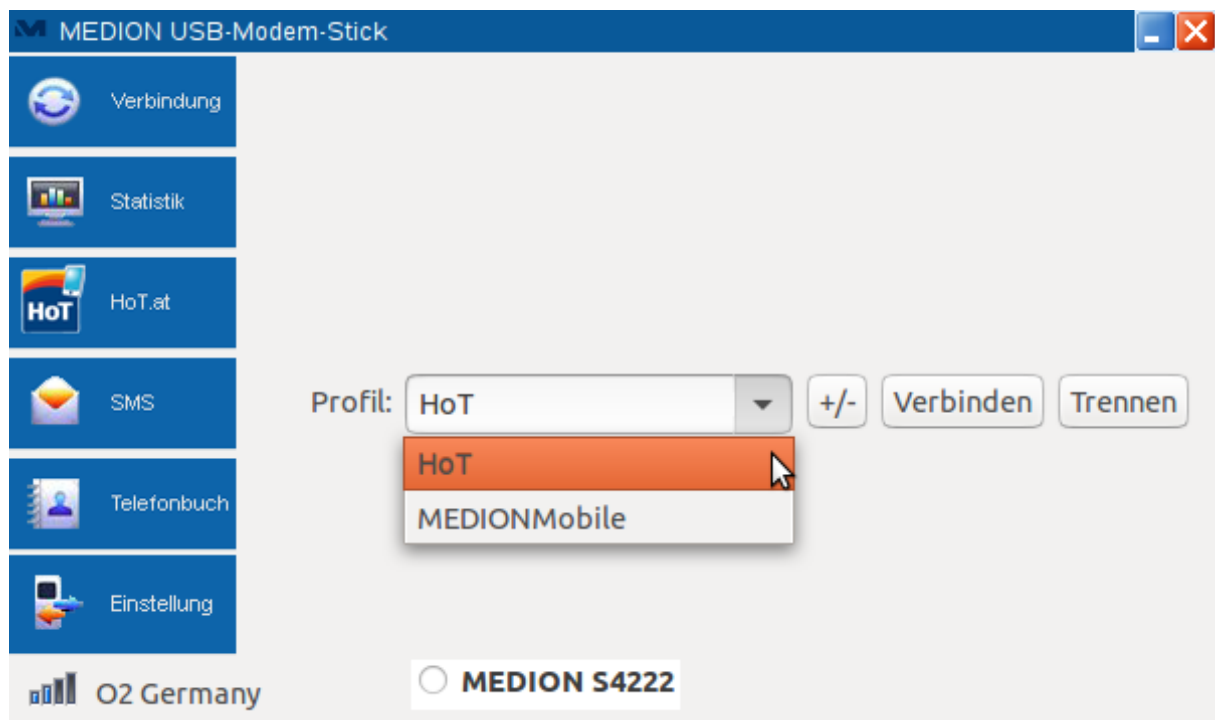 MEDION USB-Modem-Stick
Verbindung
Statistik
HoT
HoT.at
SMS
Telefonbuch
Einstellung
Profil: HoT +/- Verbinden Trennen
HoT
MEDIONMobile
O2 Germany
MEDION S4222